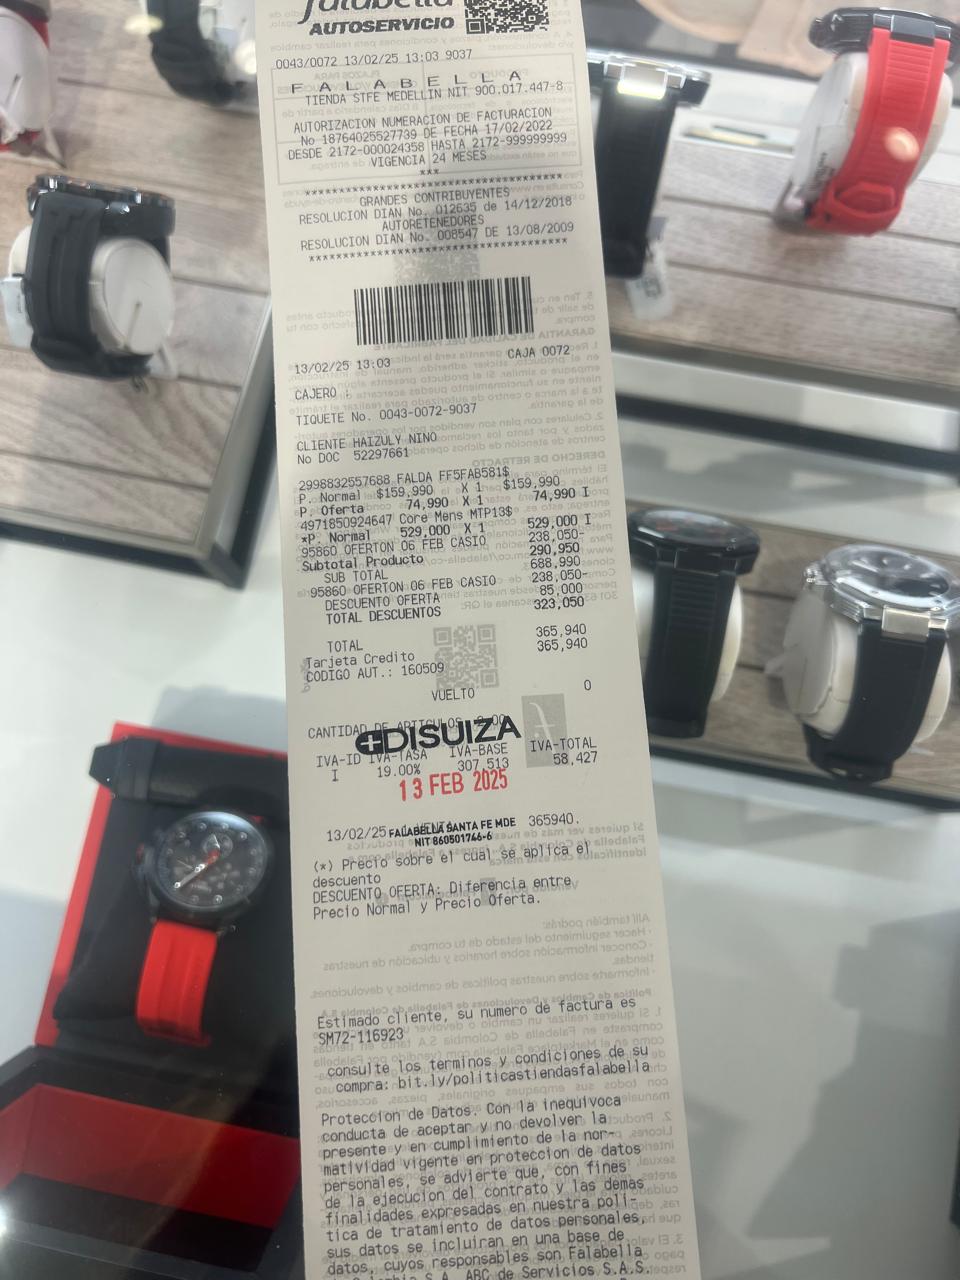 falabella
AUTOSERVICIO
0043/0072 13/02/25 13:03 9037
F A L A B E L L A
TIENDA STFE MEDELLIN NIT 900.017.447-8
AUTORIZACION NUMERACION DE FACTURACION
No 18764025527739 DE FECHA 17/02/2022
DESDE 2172-000024358 HASTA 2172-999999999
VIGENCIA 24 MESES
***
GRANDES CONTRIBUYENTES
RESOLUCION DIAN No. 012635 de 14/12/2018
AUTORETENEDORES
RESOLUCION DIAN No. 008547 DE 13/08/2009
13/02/25 13:03 CAJA 0072
CAJERO :
TIQUETE No. 0043-0072-9037
CLIENTE HAIZULY NINO
No DOC 52297661
2998832557688 FALDA FF5FAB581$
P. Normal $159,990 X 1 $159,990
P. Oferta 74,990 X 1 74,990 I
4971850924647 Core Mens MTP13$
*P. Normal 529,000 X 1 529,000 I
95860 OFERTON 06 FEB CASIO 238,050-
Subtotal Producto 290,950
SUB TOTAL 688,990
95860 OFERTON 06 FEB CASIO 238,050-
DESCUENTO OFERTA 85,000
TOTAL DESCUENTOS 323,050
TOTAL 365,940
Tarjeta Credito 365,940
CODIGO AUT.: 160509
VUELTO 0
CANTIDAD DE ARTICULOS 2.00
DISUIZA
IVA-ID IVA-TASA IVA-BASE IVA-TOTAL
I 19.00% 307,513 58,427
13 FEB 2025
13/02/25 365940.
FALABELLA SANTA FE MDE
NIT 860501746-6
(*) Precio sobre el cual se aplica el
descuento
DESCUENTO OFERTA: Diferencia entre
Precio Normal y Precio Oferta.
Estimado cliente, su numero de factura es
SM72-116923
consulte los terminos y condiciones de su
compra: bit.ly/politicastiendasfalabella
Proteccion de Datos. Con la inequivoca
conducta de aceptar y no devolver la
presente y en cumplimiento de la nor-
matividad vigente en proteccion de datos
personales, se advierte que, con fines
de la ejecucion del contrato y las demas
finalidades expresadas en nuestra poli-
tica de tratamiento de datos personales,
sus datos se incluiran en una base de
datos, cuyos responsables son Falabella
S.A. ABC de Servicios S.A.S.